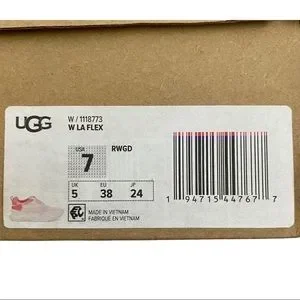 UGG
W / 1118773
W LA FLEX
USA
7
RWGD
UK
5
EU
38
JP
24
MADE IN VIETNAM
FABRIQUÉ EN VIETNAM
1 94715 44767 7